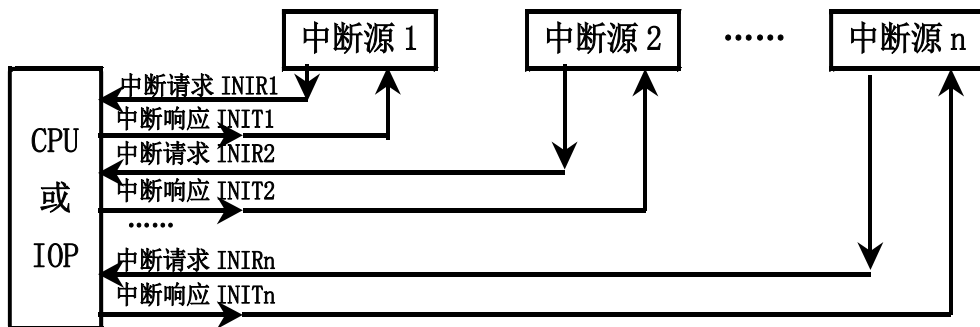 中断源 1
中断源 2
……
中断源 n
CPU
或
IOP
中断请求 INIR1
中断响应 INIT1
中断请求 INIR2
中断响应 INIT2
……
中断请求 INIRn
中断响应 INITn